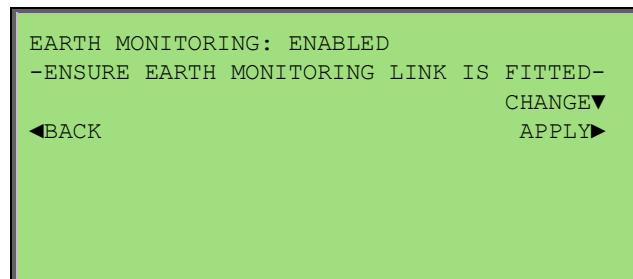 EARTH MONITORING: ENABLED
-ENSURE EARTH MONITORING LINK IS FITTED-
CHANGE▼
◄BACK APPLY►